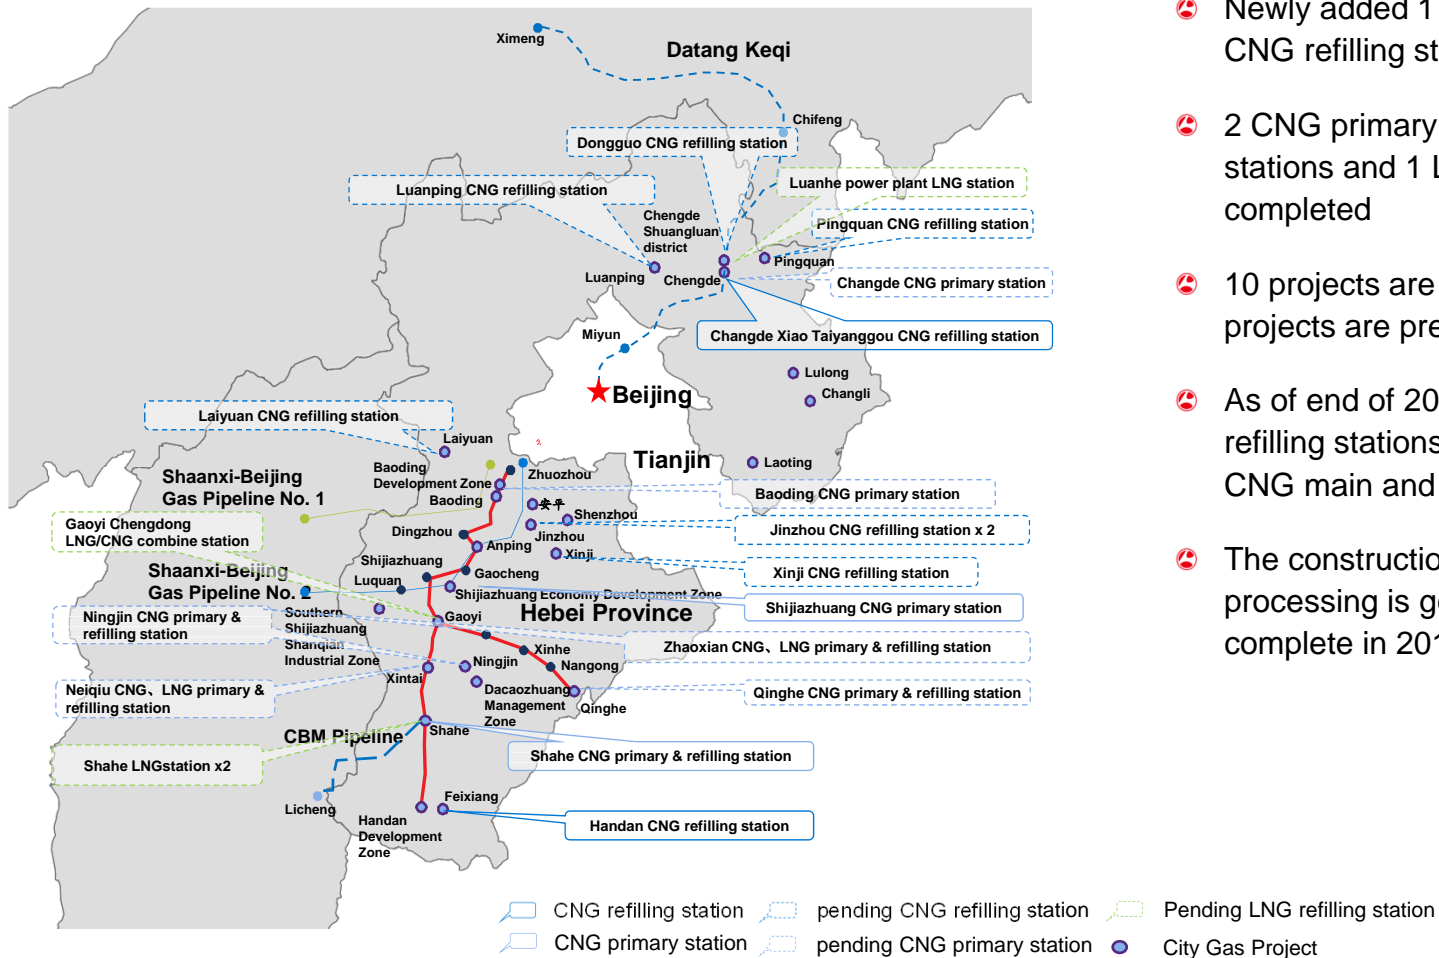 Ximeng
Datang Keqi
Chifeng
Dongguo CNG refilling station
Luanping CNG refilling station
Luanhe power plant LNG station
Chengde
Shuangluan
district
Pingquan CNG refilling station
Luanping
Chengde
Pingquan
Changde CNG primary station
Miyun
Changde Xiao Taiyanggou CNG refilling station
Beijing
Lulong
Changli
Laiyuan CNG refilling station
Laiyuan
Tianjin
Laoting
Shaanxi-Beijing
Gas Pipeline No. 1
Baoding
Development Zone
Zhuozhou
Baoding
Baoding CNG primary station
安平
Shenzhou
Gaoyi Chengdong
LNG/CNG combine station
Dingzhou
Jinzhou
Jinzhou CNG refilling station x 2
Anping
Xinji
Shijiazhuang
Gaocheng
Xinji CNG refilling station
Shaanxi-Beijing
Gas Pipeline No. 2
Luquan
Shijiazhuang Economy Development Zone
Hebei Province
Shijiazhuang CNG primary station
Ningjin CNG primary &
refilling station
Southern
Shijiazhuang
Shanqian
Industrial Zone
Gaoyi
Zhaoxian CNG、LNG primary & refilling station
Xinhe
Ningjin
Nangong
Xintai
Neiqiu CNG、LNG primary &
refilling station
Dacaozhuang
Management
Zone
Qinghe
Qinghe CNG primary & refilling station
CBM Pipeline
Shahe
Shahe CNG primary & refilling station
Shahe LNGstation x2
Licheng
Feixiang
Handan
Development
Zone
Handan CNG refilling station
CNG refilling station
pending CNG refilling station
Pending LNG refilling station
CNG primary station
pending CNG primary station
City Gas Project
Newly added 1
CNG refilling st
2 CNG primary
stations and 1 L
completed
10 projects are
projects are pre
As of end of 20
refilling stations
CNG main and
The constructio
processing is g
complete in 201